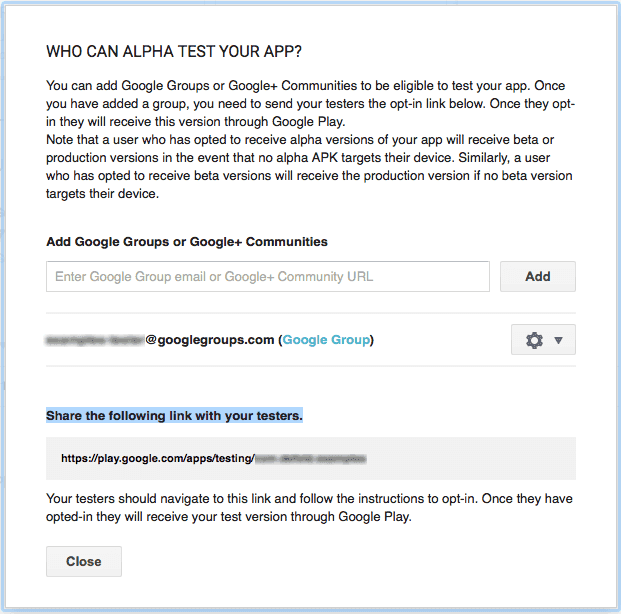 WHO CAN ALPHA TEST YOUR APP?
You can add Google Groups or Google+ Communities to be eligible to test your app. Once
you have added a group, you need to send your testers the opt-in link below. Once they opt-
in they will receive this version through Google Play.
Note that a user who has opted to receive alpha versions of your app will receive beta or
production versions in the event that no alpha APK targets their device. Similarly, a user
who has opted to receive beta versions will receive the production version if no beta version
targets their device.
Add Google Groups or Google+ Communities
Enter Google Group email or Google+ Community URL
Add
@googlegroups.com (Google Group)
Share the following link with your testers.
https://play.google.com/apps/testing/
Your testers should navigate to this link and follow the instructions to opt-in. Once they have
opted-in they will receive your test version through Google Play.
Close